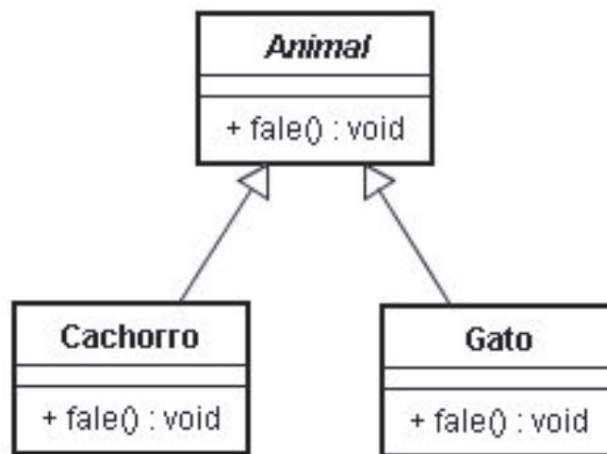 Animal
+ fale() : void
Cachorro
+ fale() : void
Gato
+ fale() : void